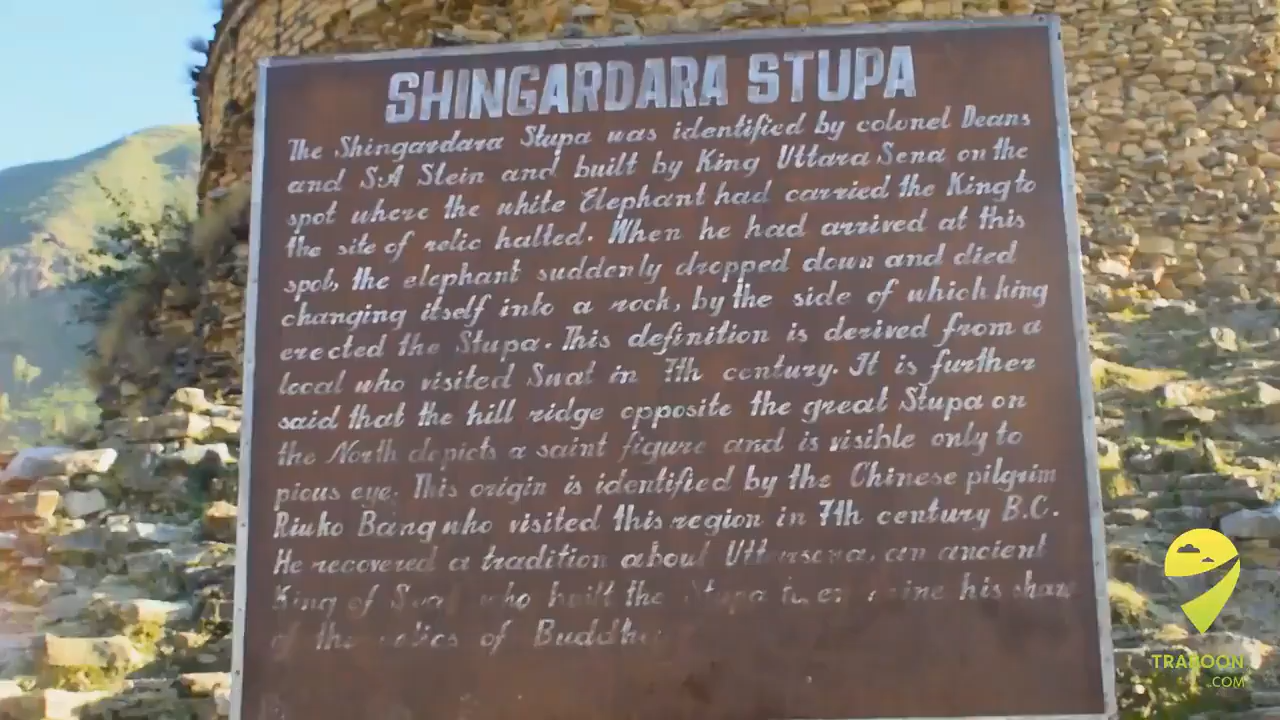 SHINGARDARA STUPA
The Shingardara Stupa was identified by colonel Deans
and S.A Stein and built by King Uttara Sena on the
spot where the white Elephant had carried the King to
the site of relic halted. When he had arrived at this
spot, the elephant suddenly dropped down and died
changing itself into a rock, by the side of which king
erected the Stupa. This definition is derived from a
local who visited Swat in 7th century. It is further
said that the hill ridge opposite the great Stupa on
the North depicts a saint figure and is visible only to
pious eye. This origin is identified by the Chinese pilgrim
Riuko Bang who visited this region in 7th century B.C.
He recovered a tradition about an ancient
King of Swat who built the Stupa his
of the of
TRABOON
.COM